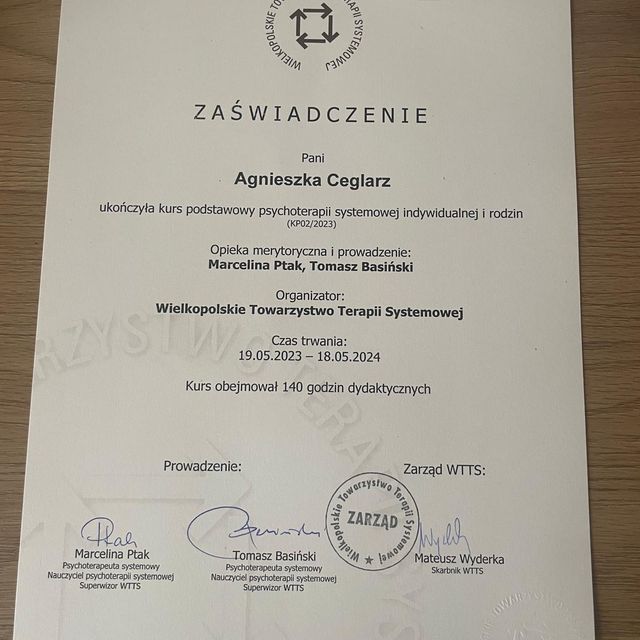 WIELKOPOLSKIE TOWARZYSTWO TERAPII SYSTEMOWEJ
ZAŚWIADCZENIE
Pani
Agnieszka Ceglarz
ukończyła kurs podstawowy psychoterapii systemowej indywidualnej i rodzin
(KP02/2023)
Opieka merytoryczna i prowadzenie:
Marcelina Ptak, Tomasz Basiński
Organizator:
Wielkopolskie Towarzystwo Terapii Systemowej
Czas trwania:
19.05.2023 – 18.05.2024
Kurs obejmował 140 godzin dydaktycznych
Prowadzenie:
Zarząd WTTS:
Wielkopolskie Towarzystwo Terapii Systemowej
ZARZĄD
Marcelina Ptak
Psychoterapeuta systemowy
Nauczyciel psychoterapii systemowej
Superwizor WTTS
Tomasz Basiński
Psychoterapeuta systemowy
Nauczyciel psychoterapii systemowej
Superwizor WTTS
Mateusz Wyderka
Skarbnik WTTS